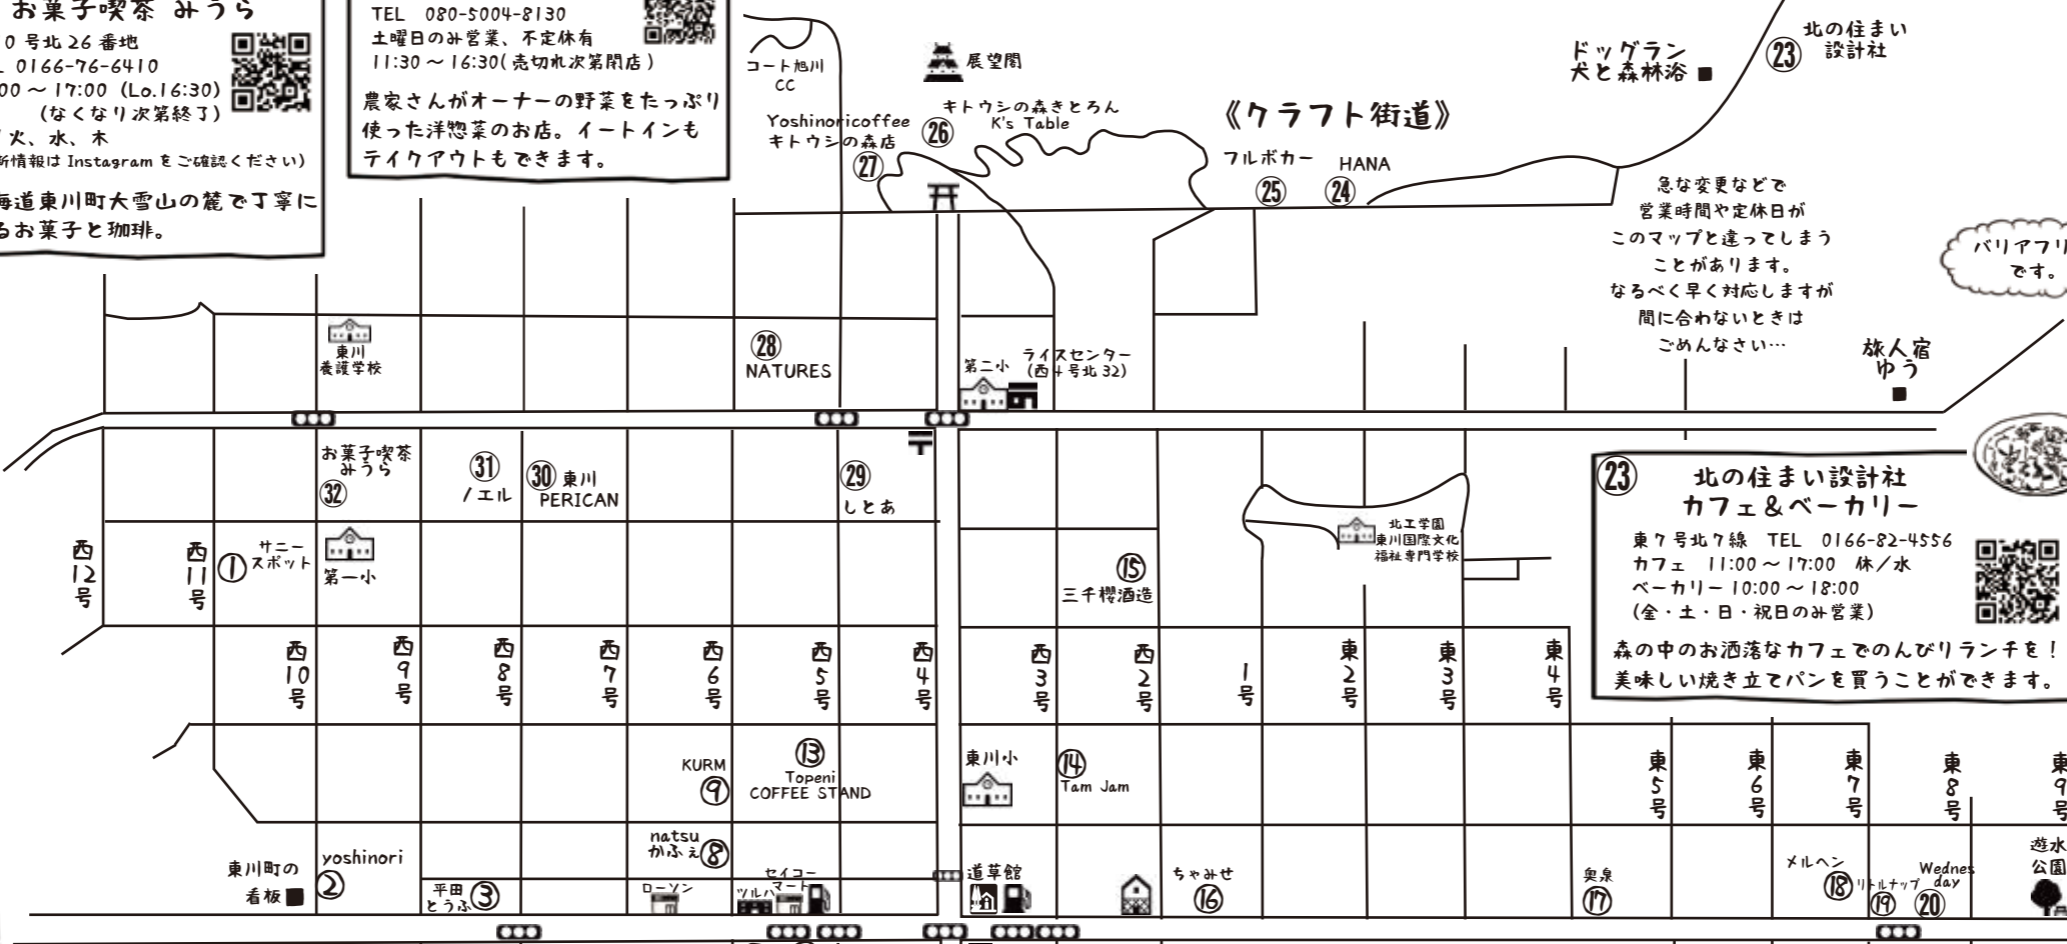 お菓子喫茶 みうら
0号北26番地
0166-76-6410
00～17:00 (Lo.16:30)
(なくなり次第終了)
火、水、木
新情報は Instagram をご確認ください)
海道東川町大雪山の麓で丁寧に
るお菓子と珈琲。
TEL 080-5004-8130
土曜日のみ営業、不定休有
11:30～16:30(売切れ次第閉店)
農家さんがオーナーの野菜をたっぷり
使った洋惣菜のお店。イートインも
テイクアウトもできます。
コート旭川
CC
展望閣
キトウシの森きとろん
K's Table
26
Yoshinoricoffee
キトウシの森店
27
《クラフト街道》
フルボカー
25
HANA
24
ドッグラン
犬と森林浴
23
北の住まい
設計社
急な変更などで
営業時間や定休日が
このマップと違ってしまう
ことがあります。
なるべく早く対応しますが
間に合わないときは
ごめんなさい…
バリアフリ
です。
旅人宿
ゆう
東川
養護学校
28
NATURES
第二小
ライスセンター
(西4号北32)
お菓子喫茶
みうら
32
31
ノエル
30
東川
PERICAN
29
しとあ
北工学園
東川国際文化
福祉専門学校
23
北の住まい設計社
カフェ&ベーカリー
東7号北7線 TEL 0166-82-4556
カフェ 11:00～17:00 休/水
ベーカリー 10:00～18:00
(金・土・日・祝日のみ営業)
森の中のお洒落なカフェでのんびりランチを!
美味しい焼き立てパンを買うことができます。
西12号
西11号
1
サニー
スポット
第一小
15
三千櫻酒造
西10号
西9号
西8号
西7号
西6号
西5号
西4号
西3号
西2号
1号
東2号
東3号
東4号
東5号
東6号
東7号
東8号
東9号
KURM
9
13
Topeni
COFFEE STAND
東川小
14
Tam Jam
東川町の
看板
yoshinori
2
平田
とうふ
3
natsu
かふぇ
8
ローソン
ツルハ
セイコー
マート
道草館
ちゃみせ
16
奥泉
17
メルヘン
18
リトルナップ
19
Wednes
day
20
遊水
公園